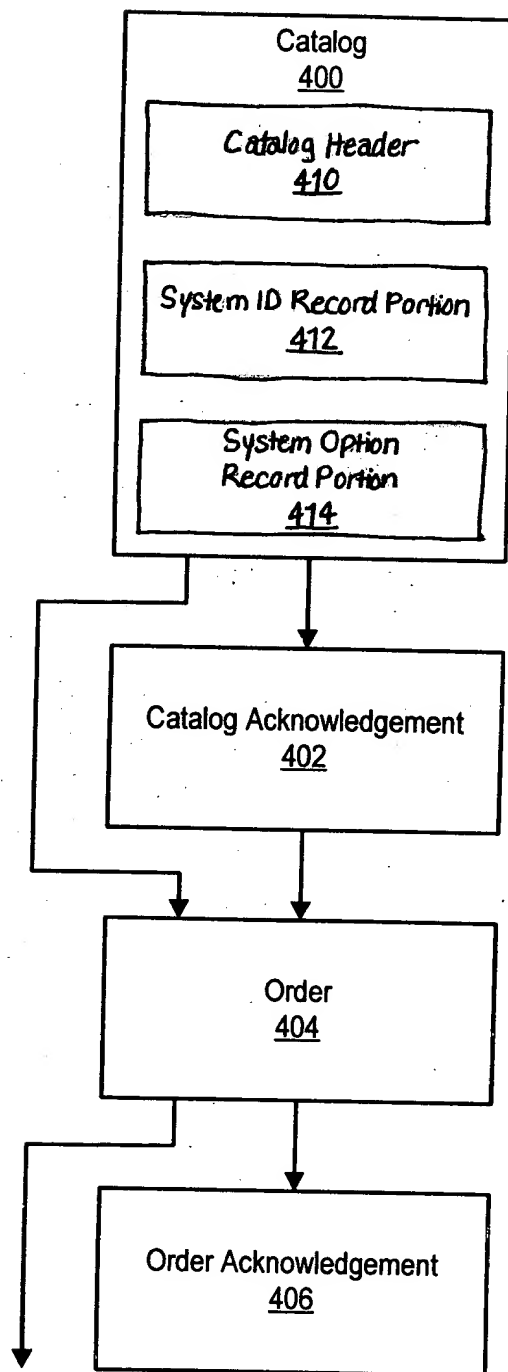 Catalog
400
Catalog Header
410
System ID Record Portion
412
System Option
Record Portion
414
Catalog Acknowledgement
402
Order
404
Order Acknowledgement
406